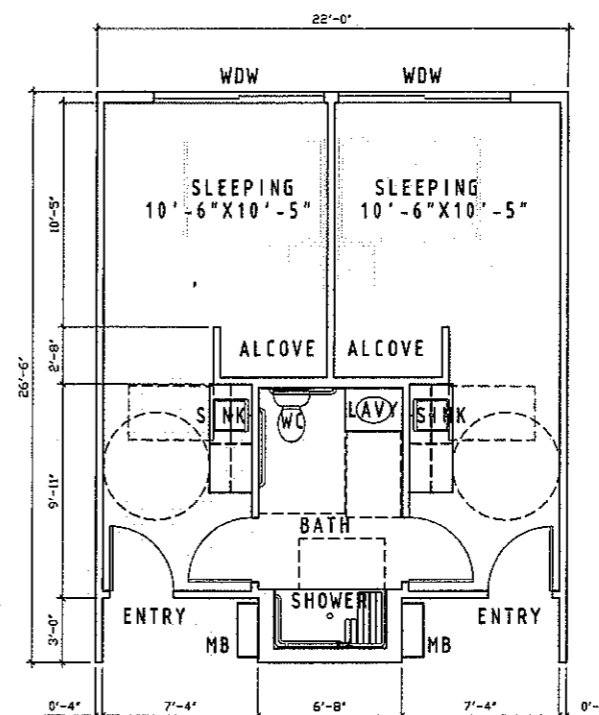 22'-0"
WDW WDW
SLEEPING SLEEPING
10'-6"X10'-5" 10'-6"X10'-5"
10'-5"
ALCOVE ALCOVE
2'-8"
26'-6"
SINK WC LAVY SINK
9'-11"
BATH
SHOWER
ENTRY ENTRY
3'-0"
MB MB
0'-4" 7'-4" 6'-8" 7'-4" 0'-